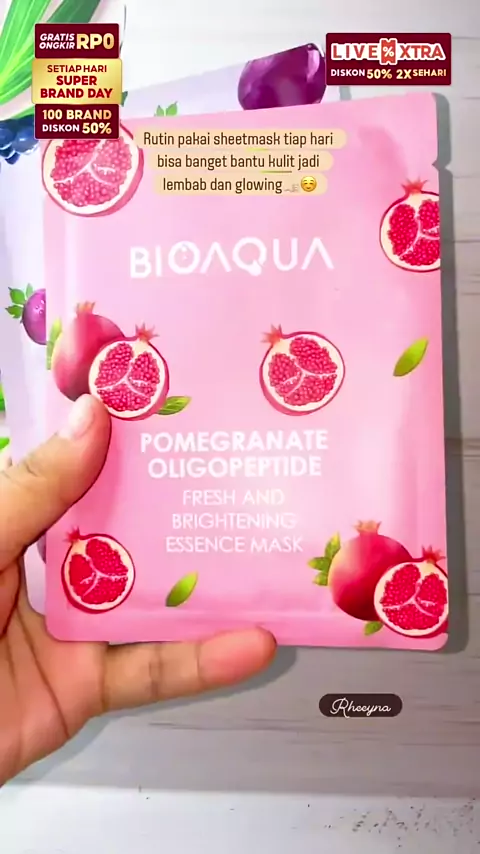 GRATIS
ONGKIR RP0
SETIAP HARI
SUPER
BRAND DAY
100 BRAND
DISKON 50%
LIVE % XTRA
DISKON 50% 2X SEHARI
Rutin pakai sheetmask tiap hari
bisa banget bantu kulit jadi
lembab dan glowing
BIOAQUA
POMEGRANATE
OLIGOPEPTIDE
FRESH AND
BRIGHTENING
ESSENCE MASK
Rheeyna